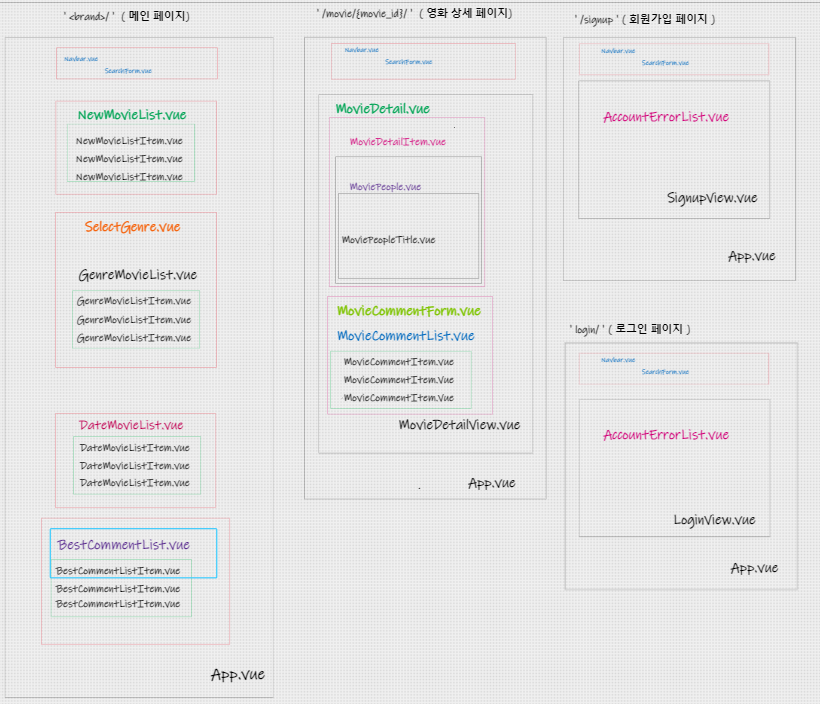 ' <brand>/ ' ( 메인 페이지)
Navbar.vue
SearchForm.vue
NewMovieList.vue
NewMovieListItem.vue
NewMovieListItem.vue
NewMovieListItem.vue
SelectGenre.vue
GenreMovieList.vue
GenreMovieListItem.vue
GenreMovieListItem.vue
GenreMovieListItem.vue
DateMovieList.vue
DateMovieListItem.vue
DateMovieListItem.vue
DateMovieListItem.vue
BestCommentList.vue
BestCommentListItem.vue
BestCommentListItem.vue
BestCommentListItem.vue
App.vue
' /movie/{movie_id}/ ' ( 영화 상세 페이지)
Navbar.vue
SearchForm.vue
MovieDetail.vue
MovieDetailItem.vue
MoviePeople.vue
MoviePeopleTitle.vue
MovieCommentForm.vue
MovieCommentList.vue
MovieCommentItem.vue
MovieCommentItem.vue
MovieCommentItem.vue
MovieDetailView.vue
App.vue
' /signup ' ( 회원가입 페이지 )
Navbar.vue
SearchForm.vue
AccountErrorList.vue
SignupView.vue
App.vue
' login/ ' ( 로그인 페이지 )
Navbar.vue
SearchForm.vue
AccountErrorList.vue
LoginView.vue
App.vue